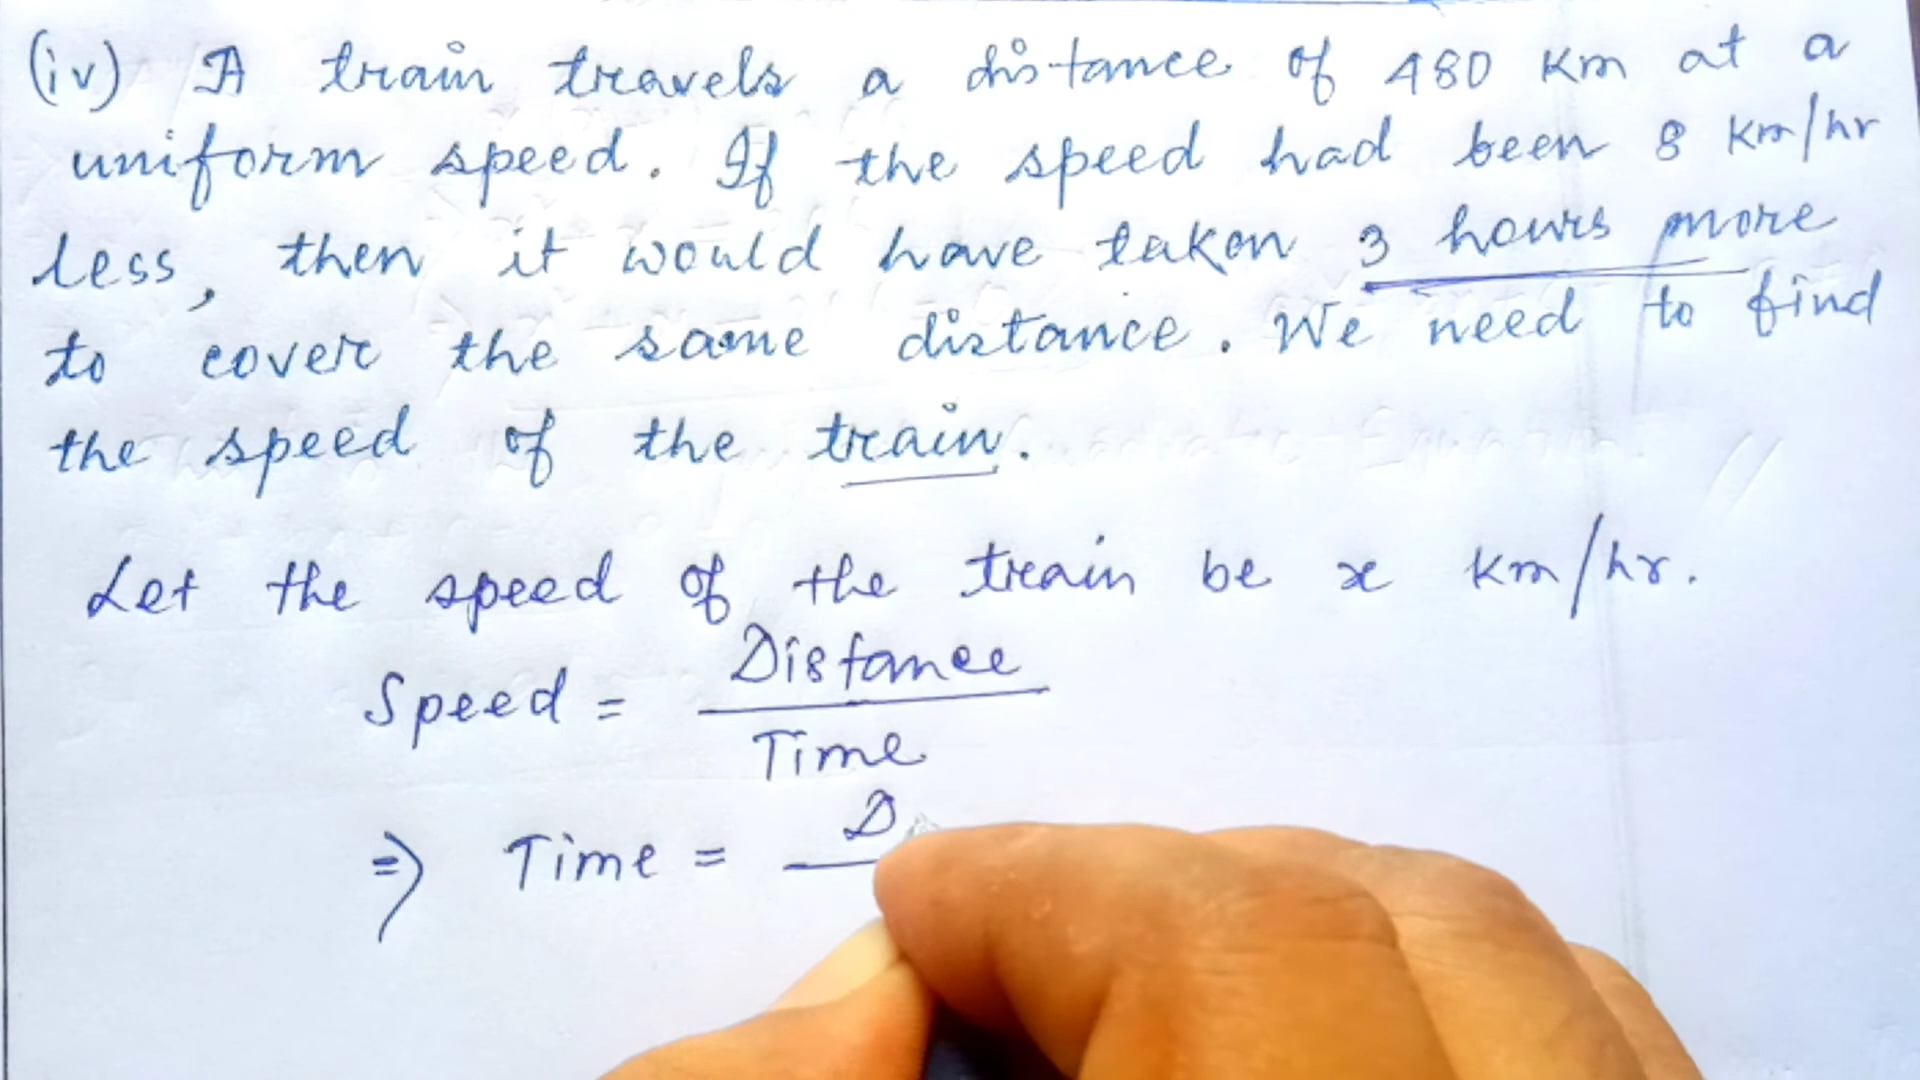 (iv) A train travels a distance of 480 Km at a
uniform speed. If the speed had been 8 Km/hr
less, then it would have taken 3 hours more
to cover the same distance. We need to find
the speed of the train.
Let the speed of the train be x Km/hr.
Speed = Distance / Time
⇒ Time = D